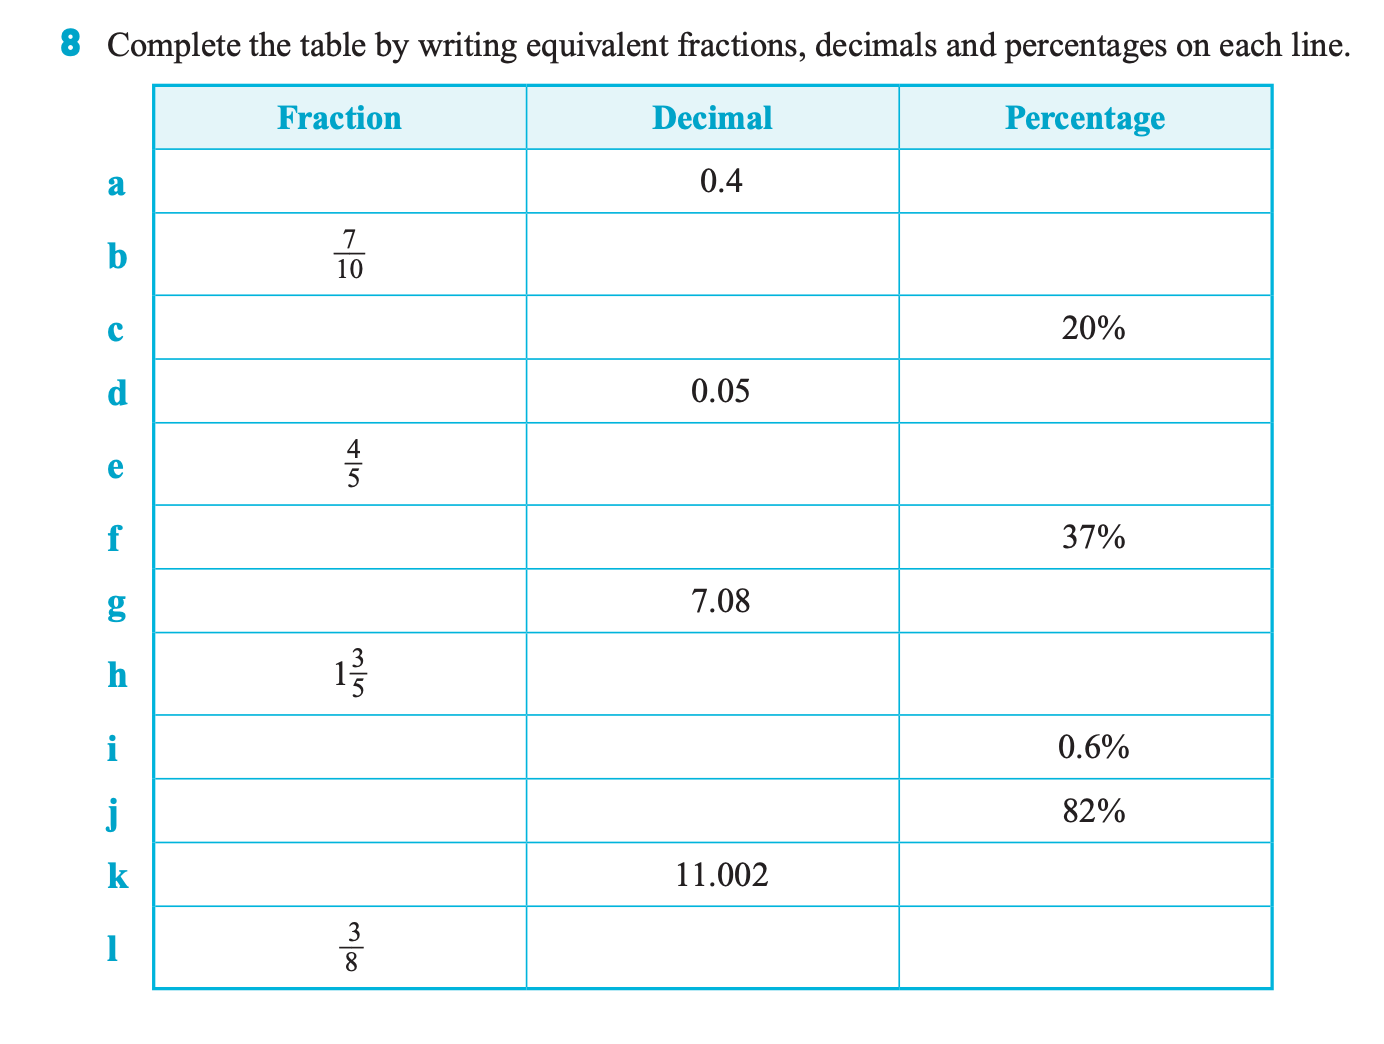 8 Complete the table by writing equivalent fractions, decimals and percentages on each line.
Fraction Decimal Percentage
a 0.4
b 7/10
c 20%
d 0.05
e 4/5
f 37%
g 7.08
h 1 3/5
i 0.6%
j 82%
k 11.002
l 3/8